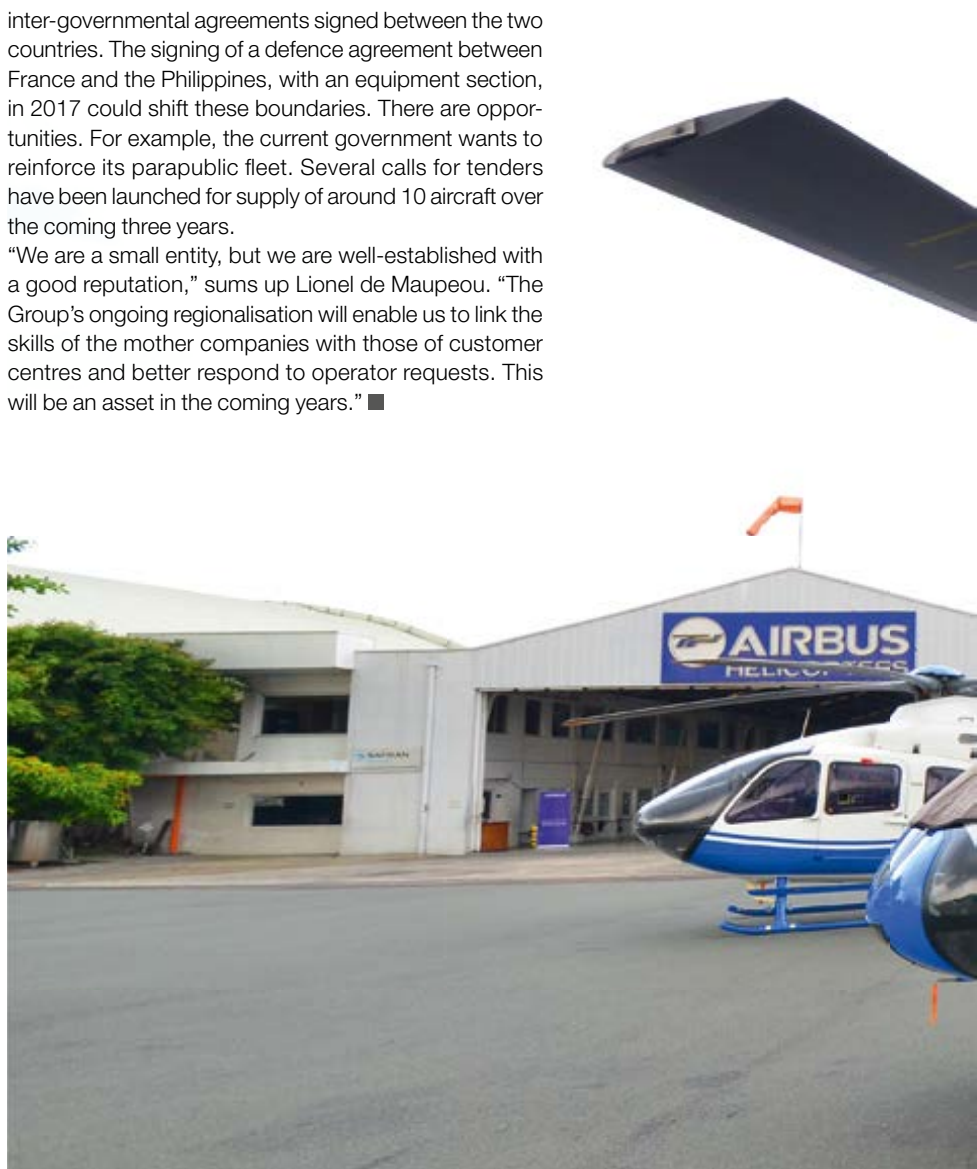 inter-governmental agreements signed between the two
countries. The signing of a defence agreement between
France and the Philippines, with an equipment section,
in 2017 could shift these boundaries. There are oppor-
tunities. For example, the current government wants to
reinforce its parapublic fleet. Several calls for tenders
have been launched for supply of around 10 aircraft over
the coming three years.
“We are a small entity, but we are well-established with
a good reputation,” sums up Lionel de Maupeou. “The
Group’s ongoing regionalisation will enable us to link the
skills of the mother companies with those of customer
centres and better respond to operator requests. This
will be an asset in the coming years.” ■
AIRBUS
HELICOPTERS
SAFRAN